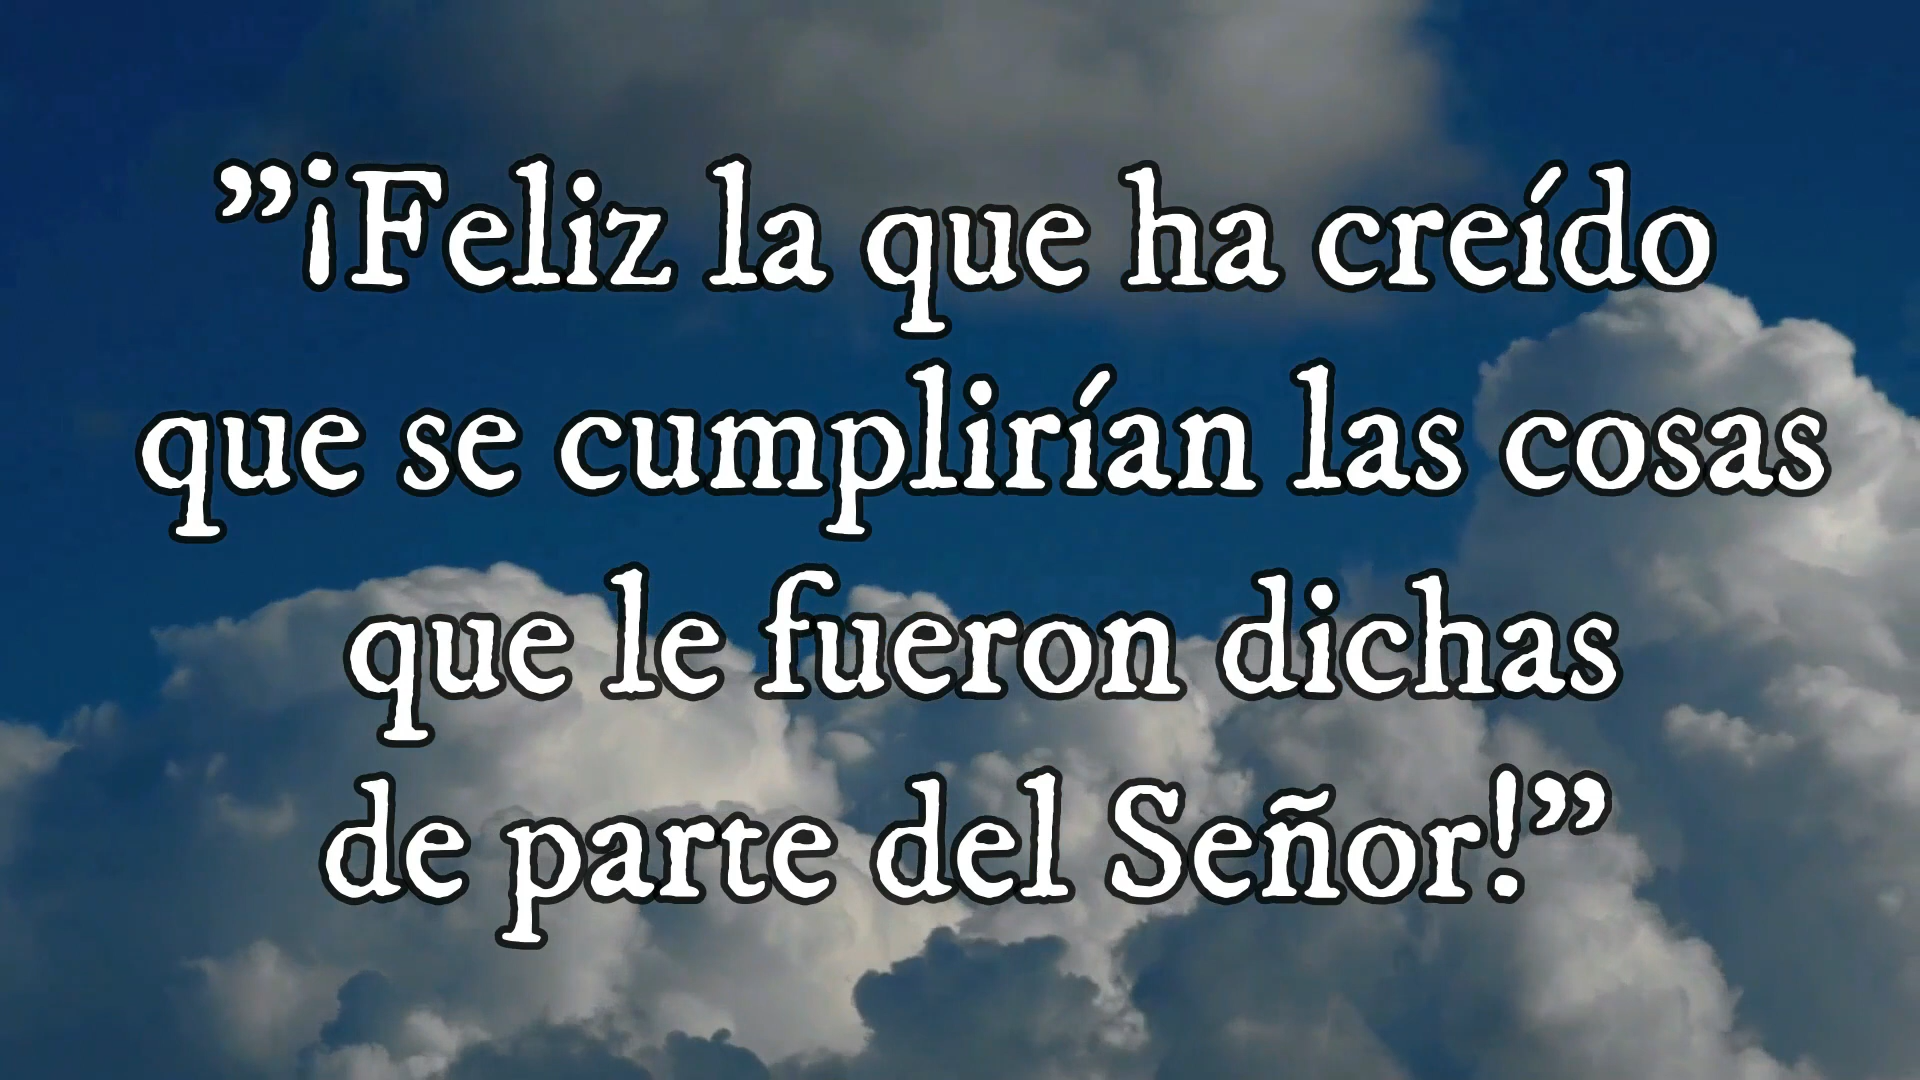 ”¡Feliz la que ha creído
que se cumplirían las cosas
que le fueron dichas
de parte del Señor!”